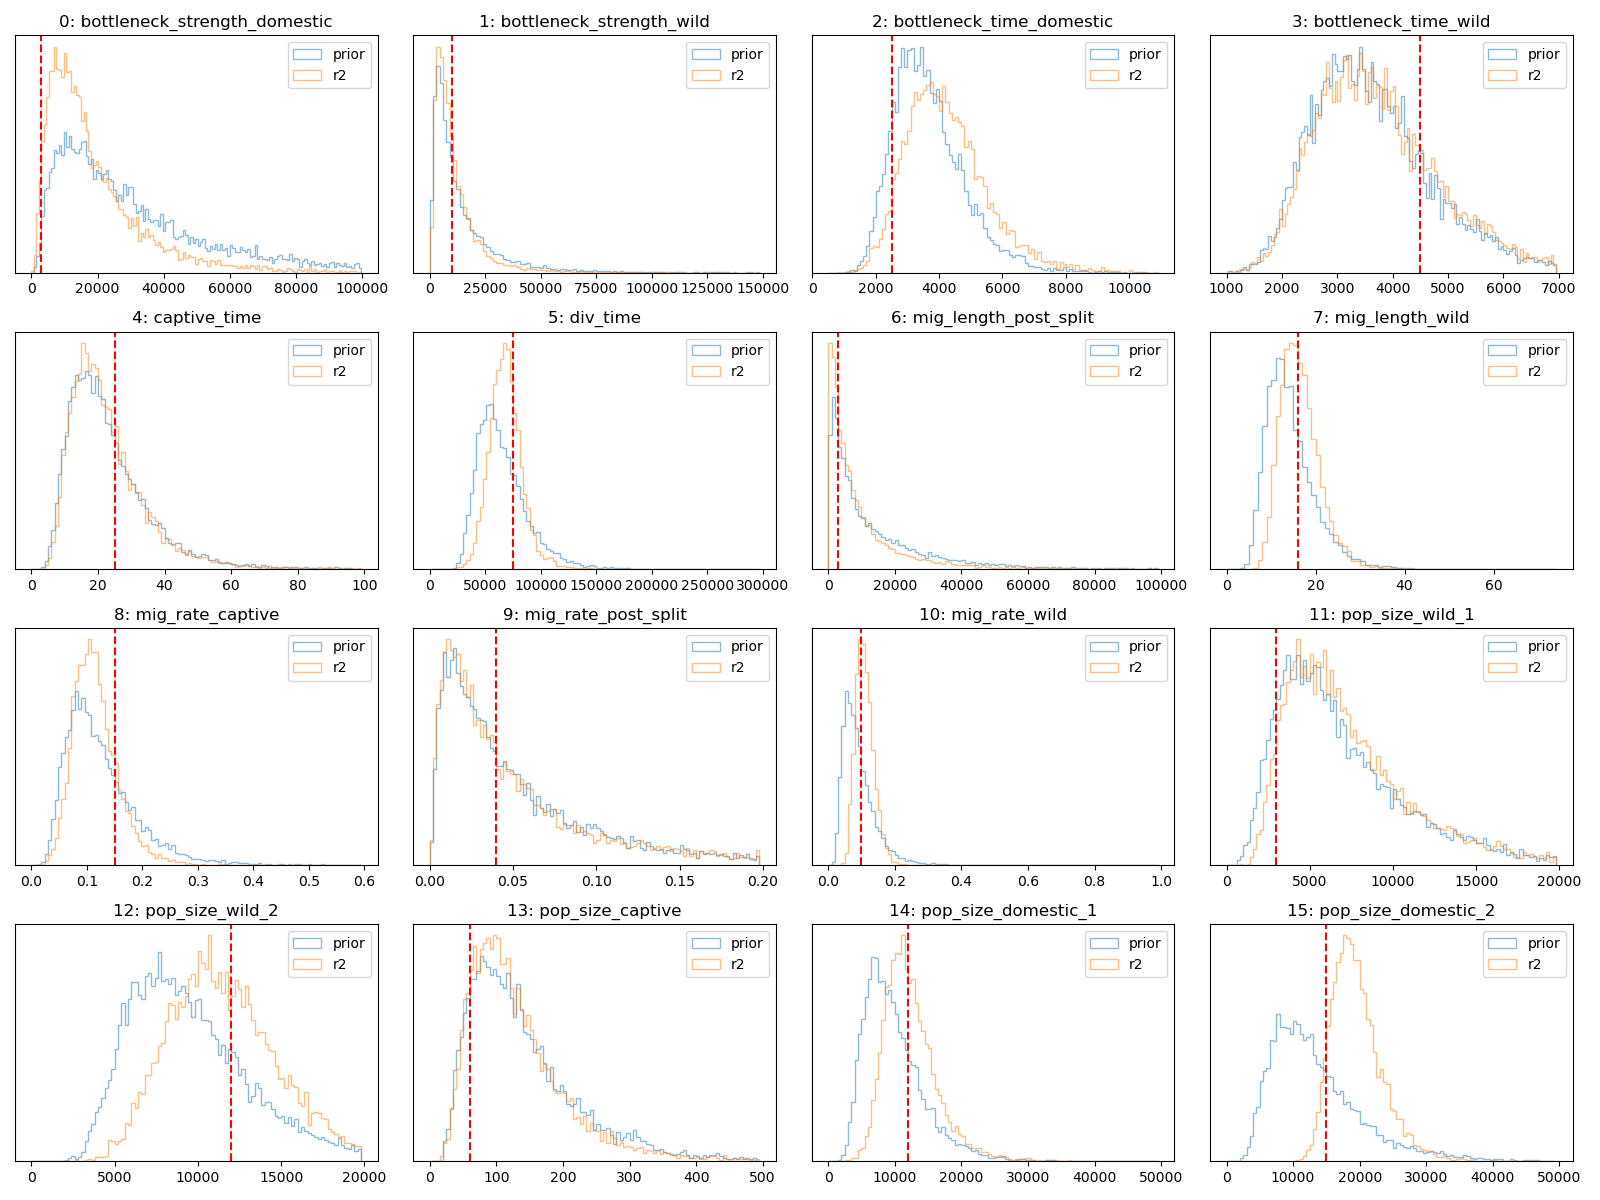 0: bottleneck_strength_domestic
prior
r2
0 20000 40000 60000 80000 100000
1: bottleneck_strength_wild
prior
r2
0 25000 50000 75000 100000 125000 150000
2: bottleneck_time_domestic
prior
r2
0 2000 4000 6000 8000 10000
3: bottleneck_time_wild
prior
r2
1000 2000 3000 4000 5000 6000 7000
4: captive_time
prior
r2
0 20 40 60 80 100
5: div_time
prior
r2
0 50000 100000 150000 200000 250000 300000
6: mig_length_post_split
prior
r2
0 20000 40000 60000 80000 100000
7: mig_length_wild
prior
r2
0 20 40 60
8: mig_rate_captive
prior
r2
0.0 0.1 0.2 0.3 0.4 0.5 0.6
9: mig_rate_post_split
prior
r2
0.00 0.05 0.10 0.15 0.20
10: mig_rate_wild
prior
r2
0.0 0.2 0.4 0.6 0.8 1.0
11: pop_size_wild_1
prior
r2
0 5000 10000 15000 20000
12: pop_size_wild_2
prior
r2
0 5000 10000 15000 20000
13: pop_size_captive
prior
r2
0 100 200 300 400 500
14: pop_size_domestic_1
prior
r2
0 10000 20000 30000 40000 50000
15: pop_size_domestic_2
prior
r2
0 10000 20000 30000 40000 50000